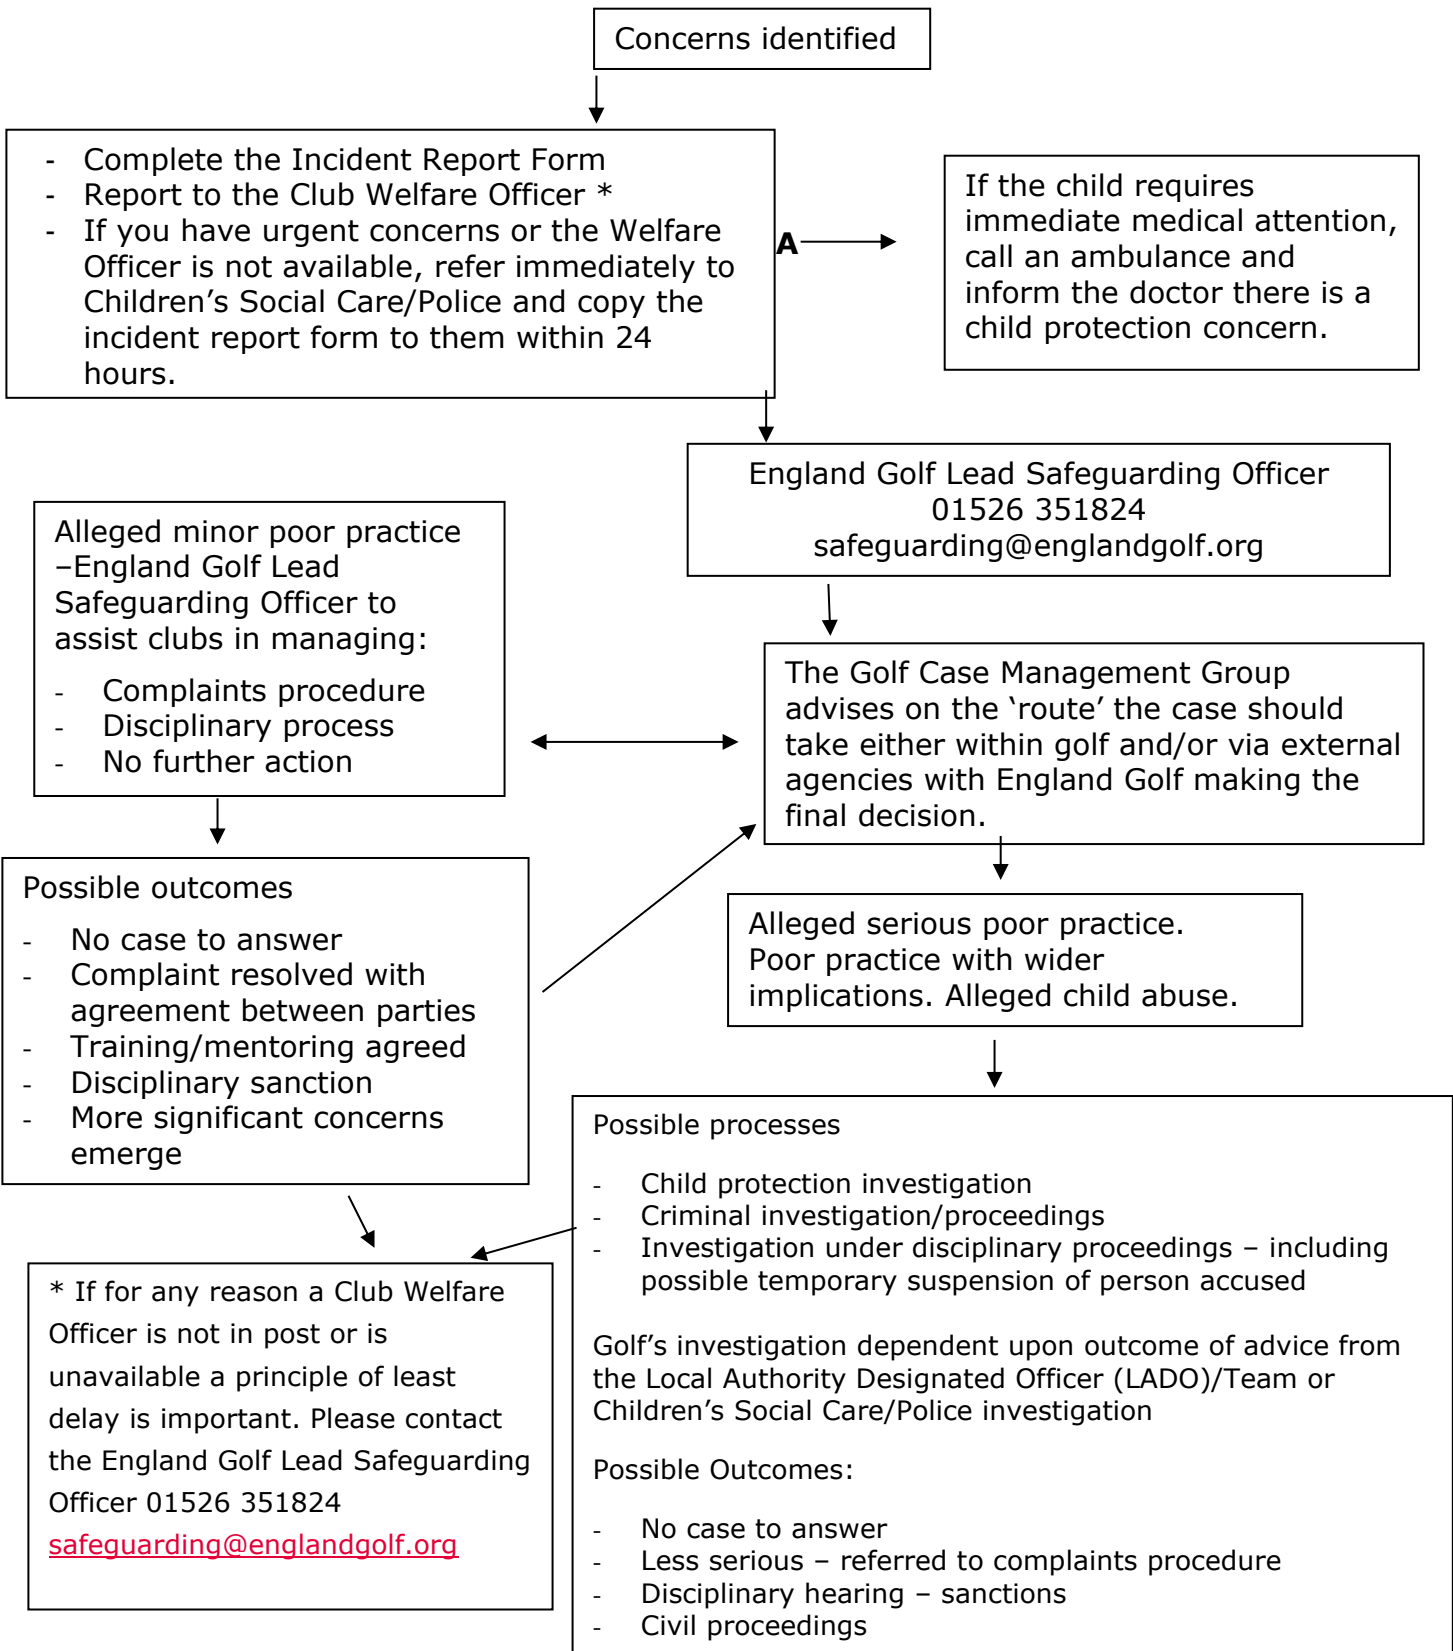 Concerns identified
- Complete the Incident Report Form
- Report to the Club Welfare Officer *
- If you have urgent concerns or the Welfare
Officer is not available, refer immediately to
Children’s Social Care/Police and copy the
incident report form to them within 24
hours.
A
If the child requires
immediate medical attention,
call an ambulance and
inform the doctor there is a
child protection concern.
England Golf Lead Safeguarding Officer
01526 351824
safeguarding@englandgolf.org
Alleged minor poor practice
–England Golf Lead
Safeguarding Officer to
assist clubs in managing:
- Complaints procedure
- Disciplinary process
- No further action
The Golf Case Management Group
advises on the ‘route’ the case should
take either within golf and/or via external
agencies with England Golf making the
final decision.
Possible outcomes
- No case to answer
- Complaint resolved with
agreement between parties
- Training/mentoring agreed
- Disciplinary sanction
- More significant concerns
emerge
Alleged serious poor practice.
Poor practice with wider
implications. Alleged child abuse.
Possible processes
- Child protection investigation
- Criminal investigation/proceedings
- Investigation under disciplinary proceedings – including
possible temporary suspension of person accused
Golf’s investigation dependent upon outcome of advice from
the Local Authority Designated Officer (LADO)/Team or
Children’s Social Care/Police investigation
Possible Outcomes:
- No case to answer
- Less serious – referred to complaints procedure
- Disciplinary hearing – sanctions
- Civil proceedings
* If for any reason a Club Welfare
Officer is not in post or is
unavailable a principle of least
delay is important. Please contact
the England Golf Lead Safeguarding
Officer 01526 351824
safeguarding@englandgolf.org